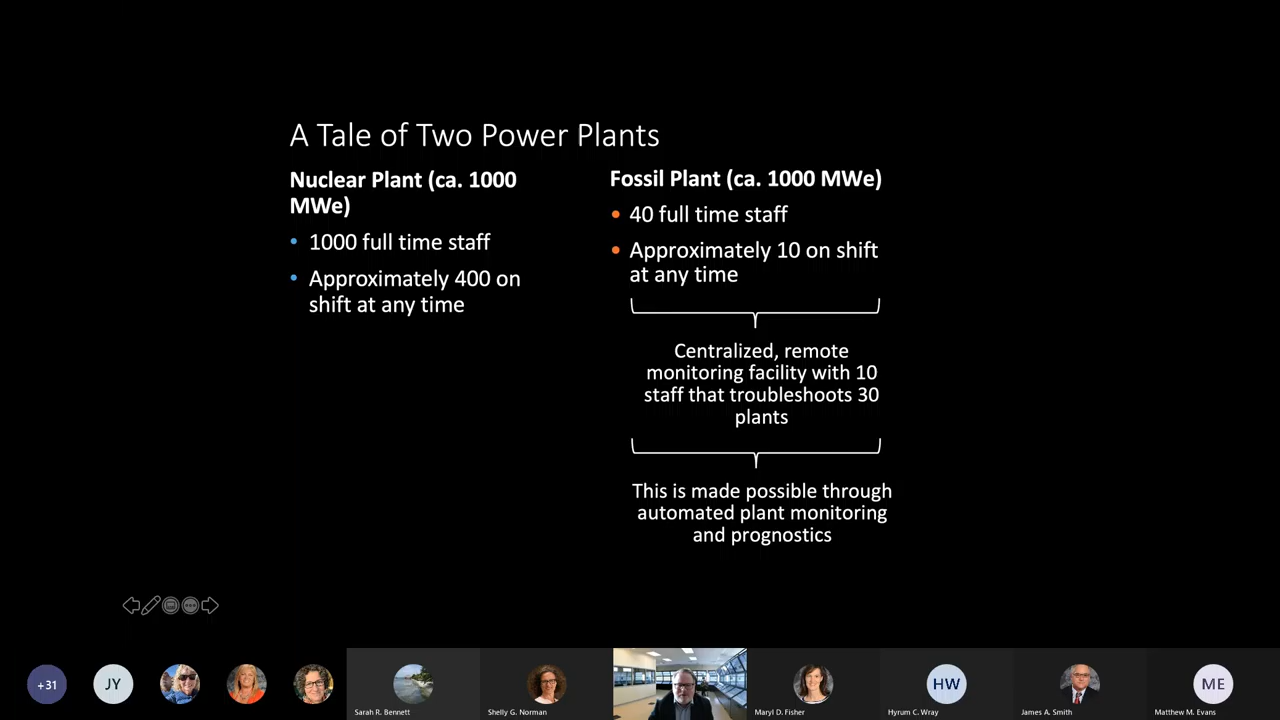 A Tale of Two Power Plants
Nuclear Plant (ca. 1000
MWe)
• 1000 full time staff
• Approximately 400 on
shift at any time
Fossil Plant (ca. 1000 MWe)
• 40 full time staff
• Approximately 10 on shift
at any time
Centralized, remote
monitoring facility with 10
staff that troubleshoots 30
plants
This is made possible through
automated plant monitoring
and prognostics
+31
JY
Sarah R. Bennett
Shelly G. Norman
Maryl D. Fisher
HW
Hyrum C. Wray
James A. Smith
ME
Matthew M. Evans